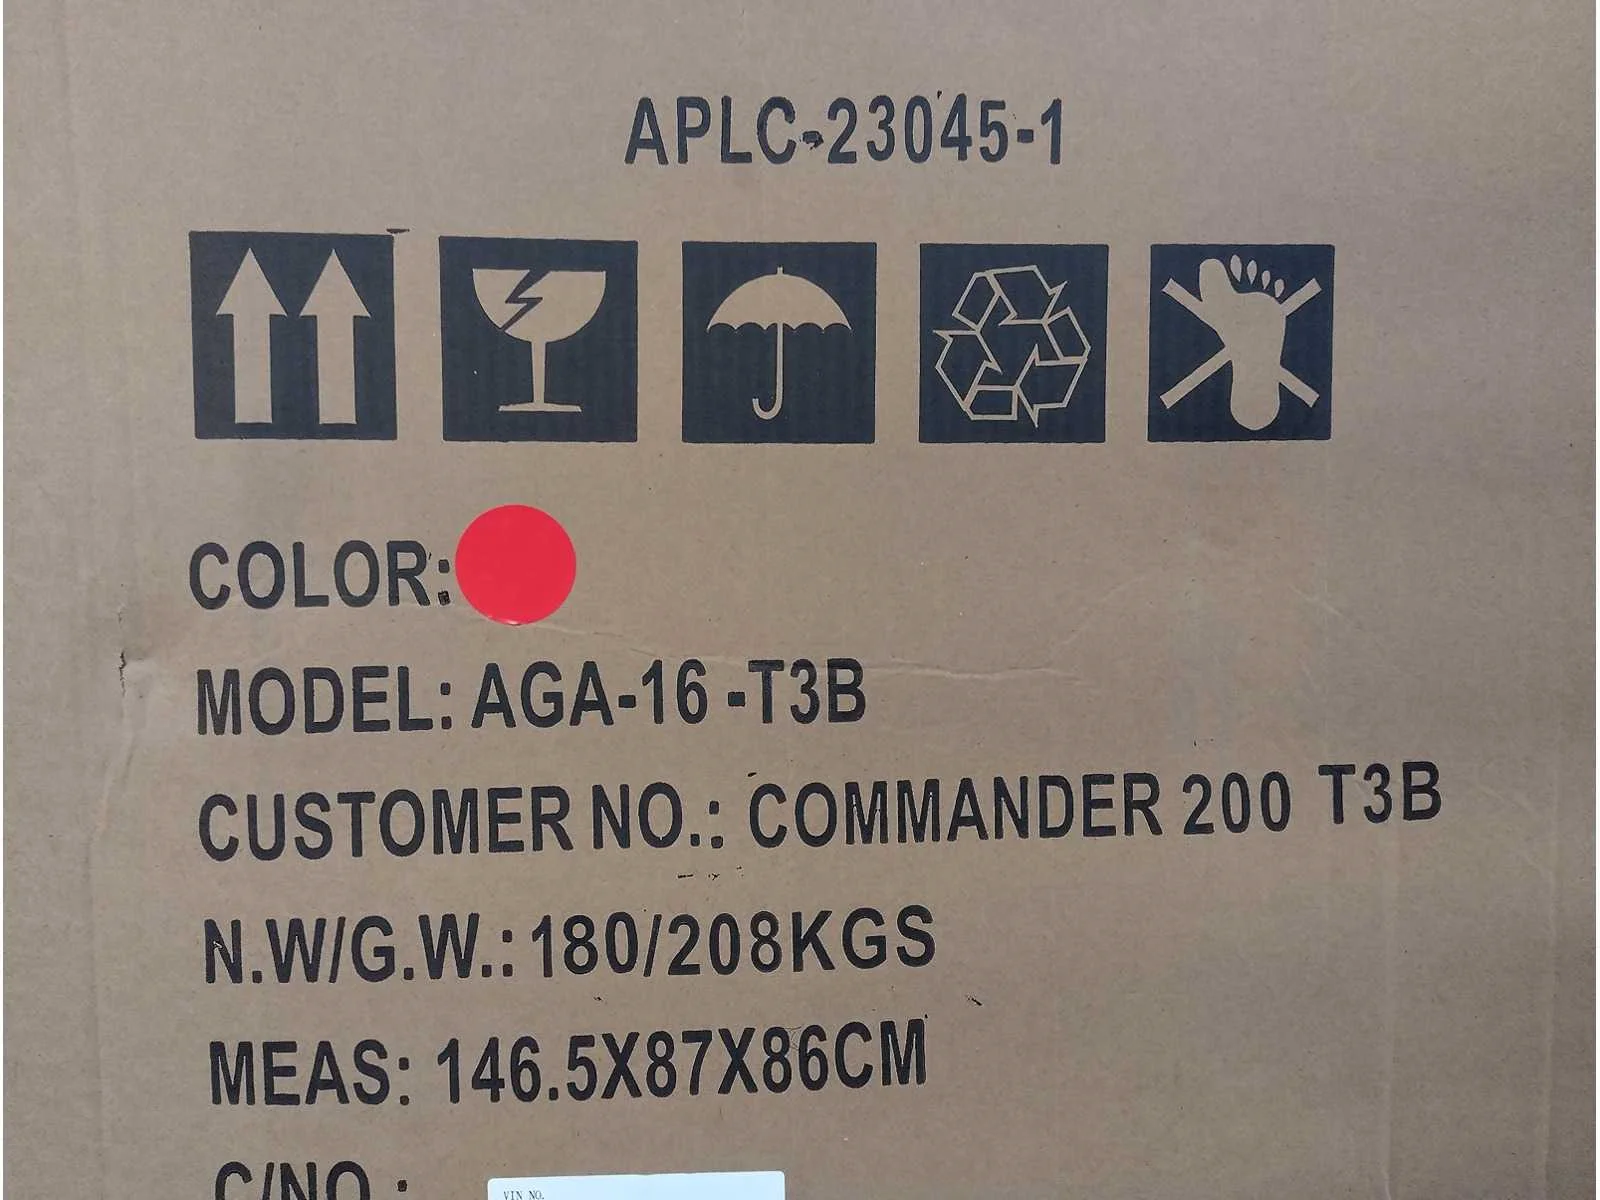 APLC-23045-1
COLOR:
MODEL: AGA-16 -T3B
CUSTOMER NO.: COMMANDER 200 T3B
N.W/G.W.: 180/208KGS
MEAS: 146.5X87X86CM
C/NO.:
VIN NO.